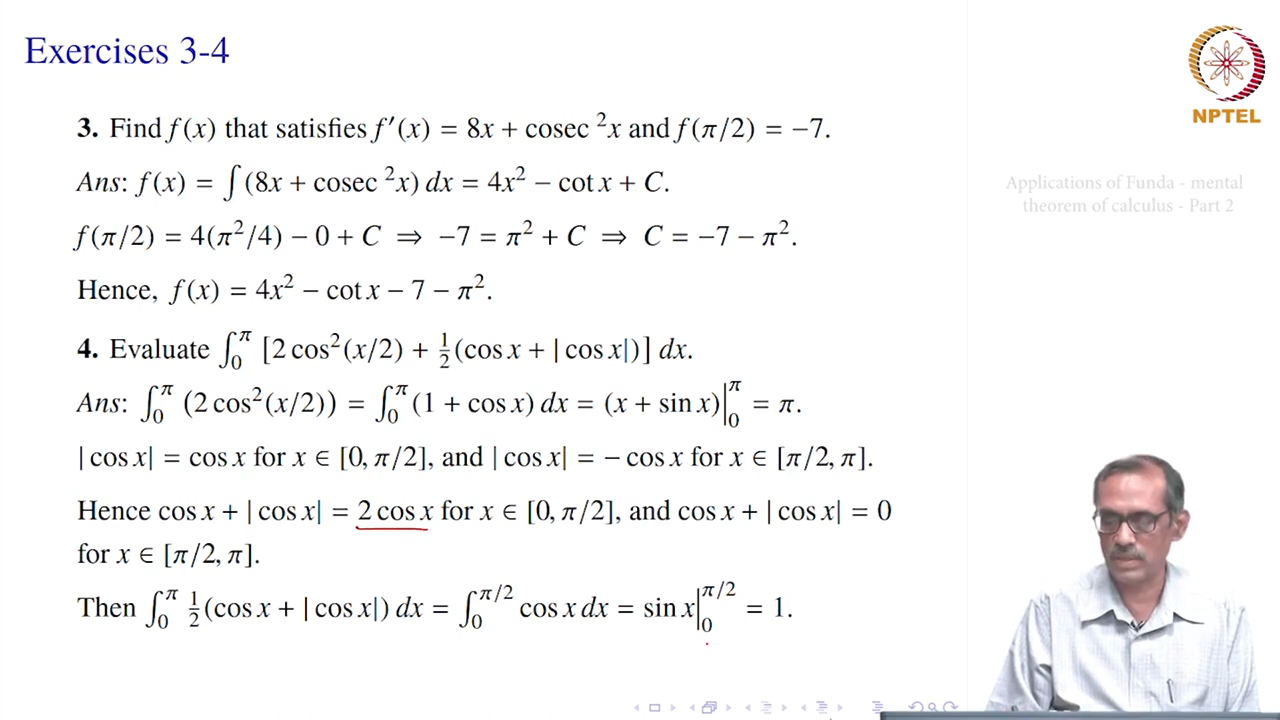 Exercises 3-4
NPTEL
3. Find f(x) that satisfies f′(x) = 8x + cosec ²x and f(π/2) = −7.
Ans: f(x) = ∫ (8x + cosec ²x) dx = 4x² − cot x + C.
Applications of Funda - mental
theorem of calculus - Part 2
f(π/2) = 4(π²/4) − 0 + C ⇒ −7 = π² + C ⇒ C = −7 − π².
Hence, f(x) = 4x² − cot x − 7 − π².
4. Evaluate ∫₀^π [2 cos²(x/2) + ½(cos x + | cos x|)] dx.
Ans: ∫₀^π (2 cos²(x/2)) = ∫₀^π (1 + cos x) dx = (x + sin x)|₀^π = π.
| cos x| = cos x for x ∈ [0, π/2], and | cos x| = − cos x for x ∈ [π/2, π].
Hence cos x + | cos x| = 2 cos x for x ∈ [0, π/2], and cos x + | cos x| = 0
for x ∈ [π/2, π].
Then ∫₀^π ½(cos x + | cos x|) dx = ∫₀^{π/2} cos x dx = sin x|₀^{π/2} = 1.